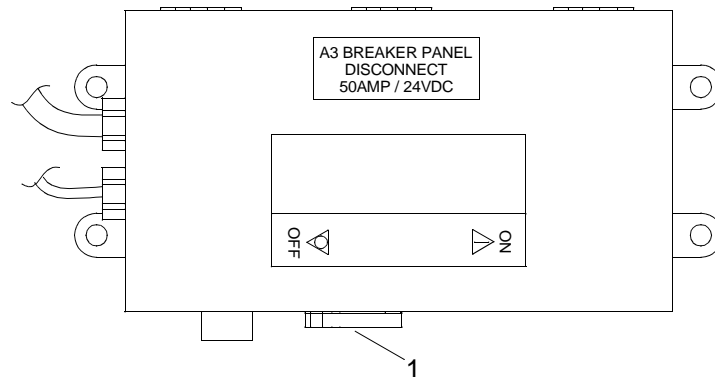 A3 BREAKER PANEL
DISCONNECT
50AMP / 24VDC
OFF
ON
1